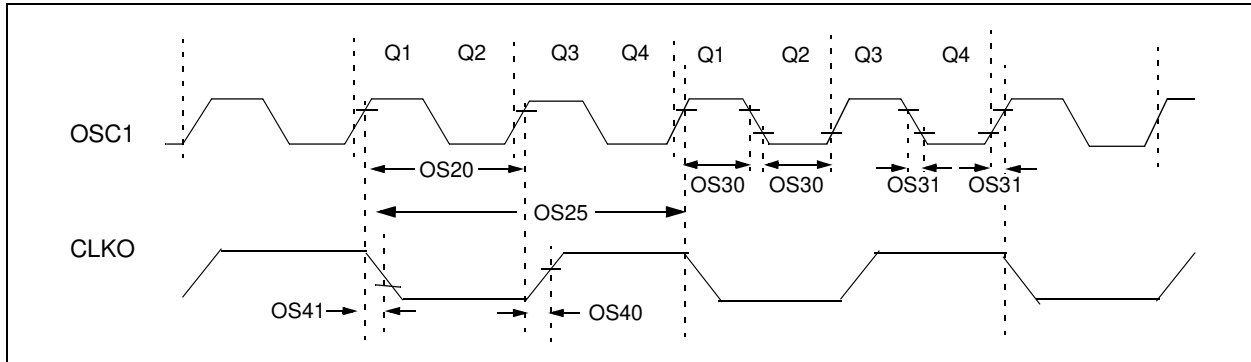 Q1 Q2 Q3 Q4 Q1 Q2 Q3 Q4
OSC1
OS20
OS30 OS30 OS31 OS31
OS25
CLKO
OS41 OS40